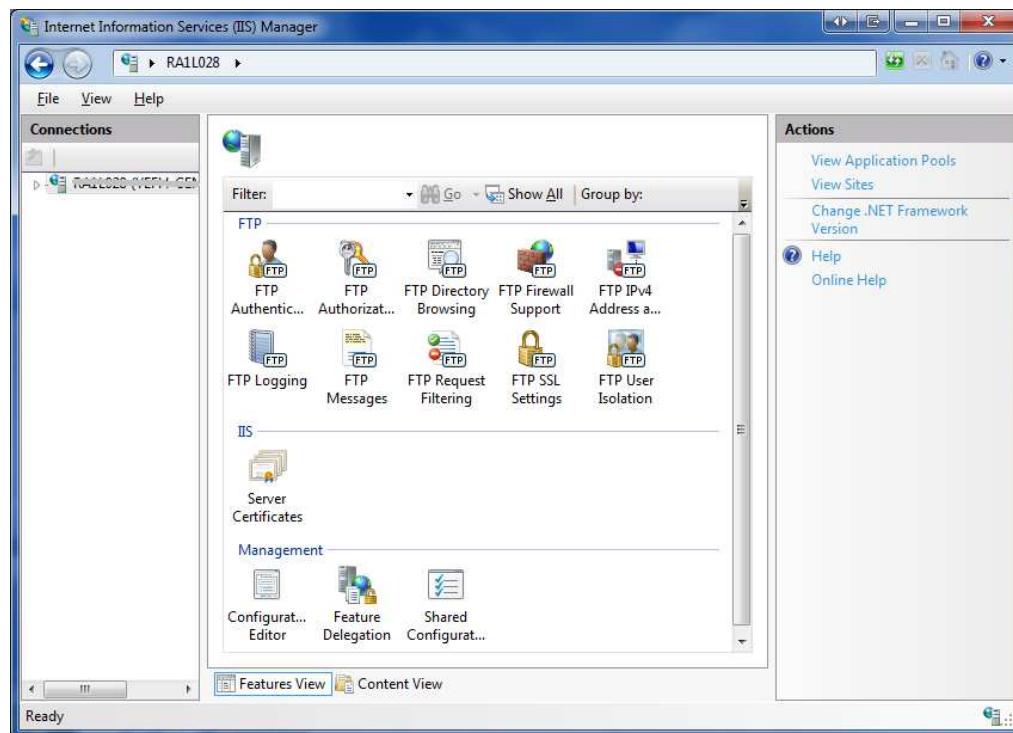 Internet Information Services (IIS) Manager
RA1L028
File View Help
Connections
RA1L028
Filter: Go Show All Group by:
FTP
FTP FTP FTP FTP FTP
FTP FTP FTP Directory FTP Firewall FTP IPv4
Authentic... Authorizat... Browsing Support Address a...
FTP FTP FTP FTP FTP
FTP Logging FTP FTP Request FTP SSL FTP User
Messages Filtering Settings Isolation
IIS
Server
Certificates
Management
Configurat... Feature Shared
Editor Delegation Configurat...
Features View Content View
Actions
View Application Pools
View Sites
Change .NET Framework
Version
Help
Online Help
Ready